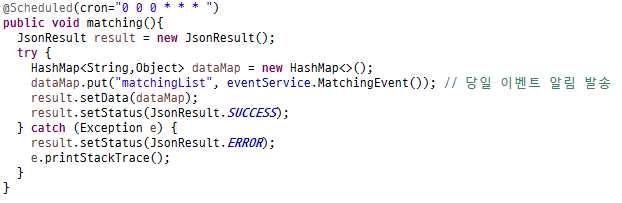 @Scheduled(cron="0 0 0 * * * ")
public void matching(){
  JsonResult result = new JsonResult();
  try {
    HashMap<String,Object> dataMap = new HashMap<>();
    dataMap.put("matchingList", eventService.MatchingEvent()); // 당일 이벤트 알림 발송
    result.setData(dataMap);
    result.setStatus(JsonResult.SUCCESS);
  } catch (Exception e) {
    result.setStatus(JsonResult.ERROR);
    e.printStackTrace();
  }
}